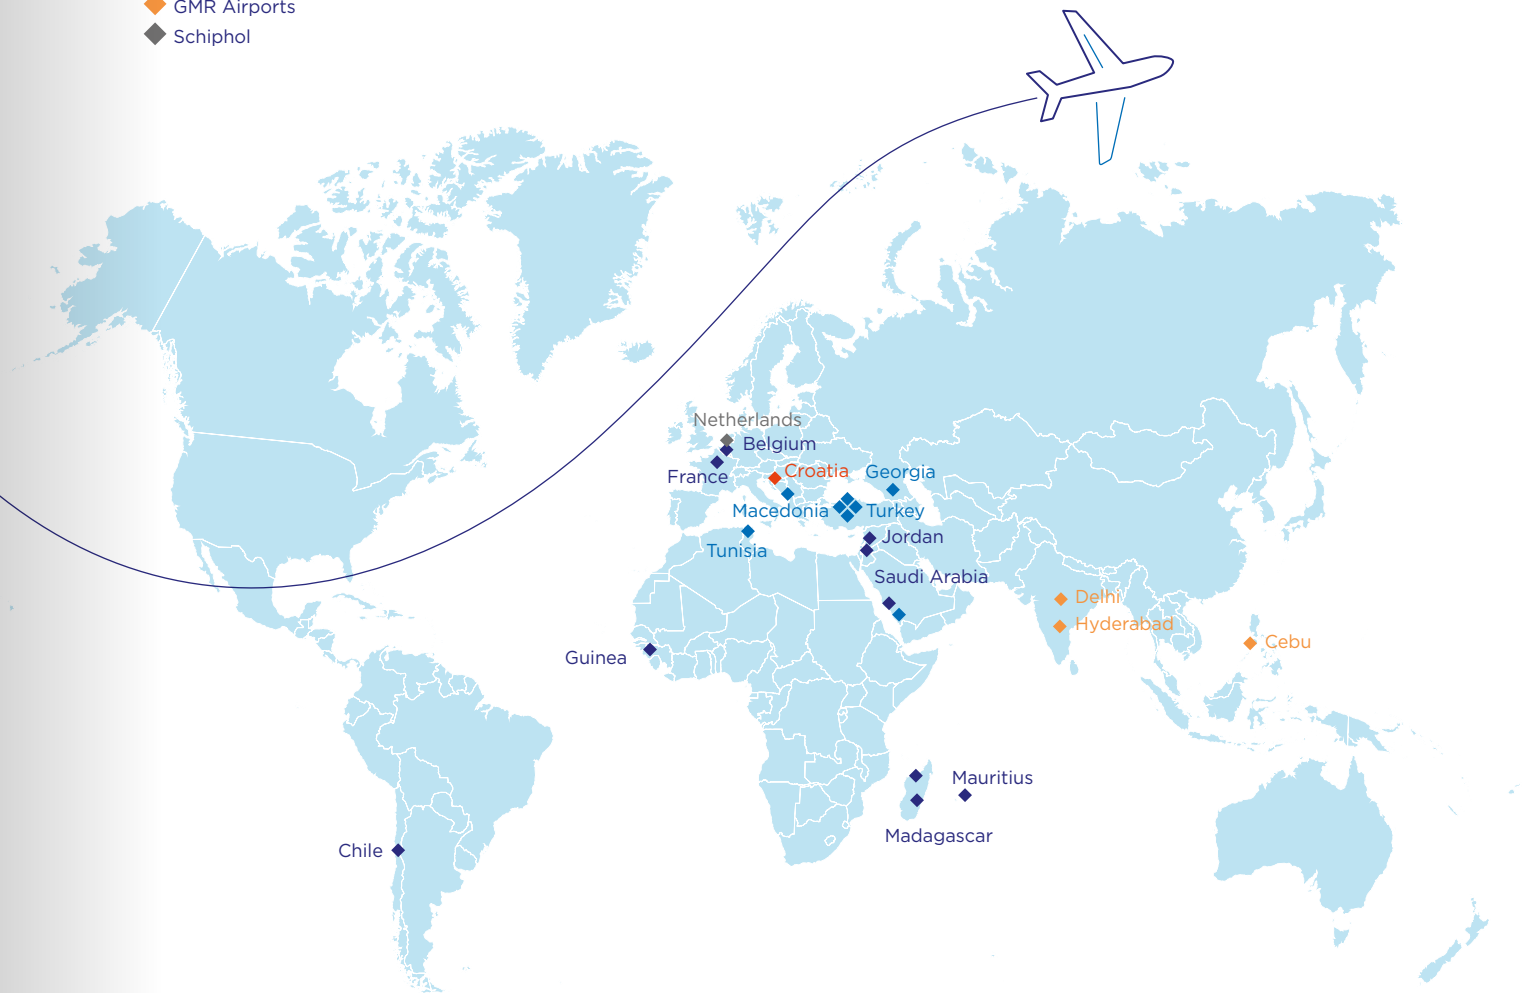 GMR Airports
Schiphol
Netherlands
Belgium
France
Croatia
Georgia
Macedonia
Turkey
Jordan
Tunisia
Saudi Arabia
Delhi
Hyderabad
Cebu
Guinea
Mauritius
Madagascar
Chile